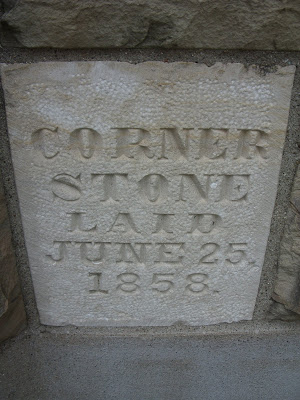 CORNER
STONE
LAID
JUNE 25.
1858.